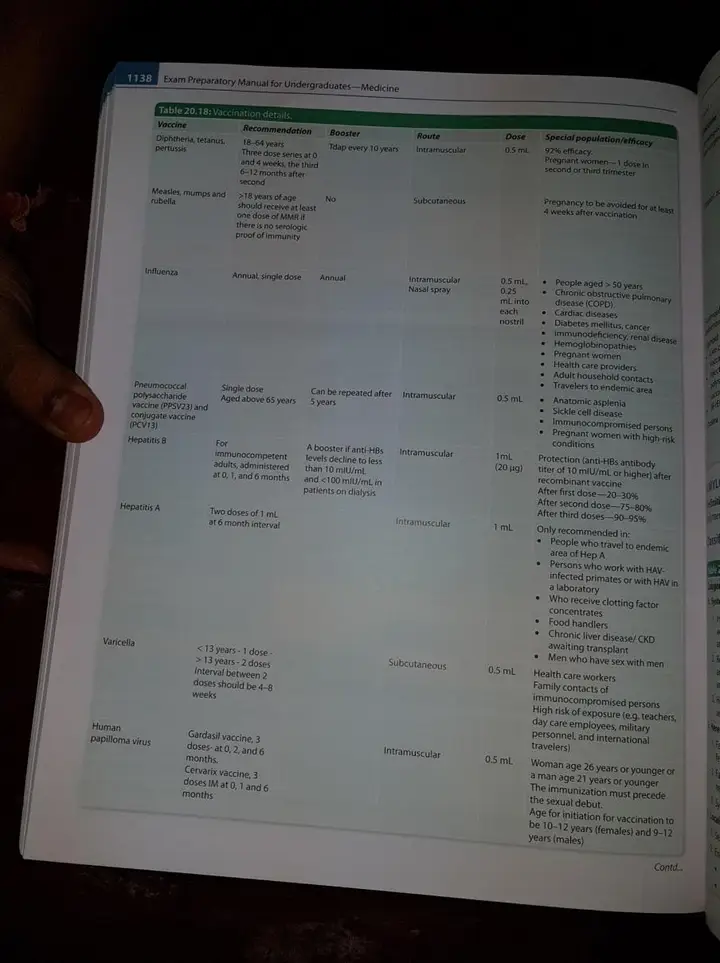 1138 Exam Preparatory Manual for Undergraduates—Medicine
Table 20.18: Vaccination details.
Vaccine Recommendation Booster Route Dose Special population/efficacy
Diphtheria, tetanus,
pertussis
18–64 years
Three dose series at 0
and 4 weeks, the third
6–12 months after
second
Tdap every 10 years
Intramuscular
0.5 mL
92% efficacy
Pregnant women—1 dose in
second or third trimester
Measles, mumps and
rubella
>18 years of age
should receive at least
one dose of MMR if
there is no serologic
proof of immunity
No
Subcutaneous
Pregnancy to be avoided for at least
4 weeks after vaccination
Influenza
Annual, single dose
Annual
Intramuscular
Nasal spray
0.5 mL,
0.25
mL into
each
nostril
• People aged > 50 years
• Chronic obstructive pulmonary
disease (COPD)
• Cardiac diseases
• Diabetes mellitus, cancer
• immunodeficiency, renal disease
• Hemoglobinopathies
• Pregnant women
• Health care providers
• Adult household contacts
• Travelers to endemic area
Pneumococcal
polysaccharide
vaccine (PPSV23) and
conjugate vaccine
(PCV13)
Single dose
Aged above 65 years
Can be repeated after
5 years
Intramuscular
0.5 mL
• Anatomic asplenia
• Sickle cell disease
• Immunocompromised persons
• Pregnant women with high-risk
conditions
Hepatitis B
For
immunocompetent
adults, administered
at 0, 1, and 6 months
A booster if anti-HBs
levels decline to less
than 10 mIU/mL
and <100 mIU/mL in
patients on dialysis
Intramuscular
1mL
(20 µg)
Protection (anti-HBs antibody
titer of 10 mIU/mL or higher) after
recombinant vaccine
After first dose—20–30%
After second dose—75–80%
After third doses—90–95%
Hepatitis A
Two doses of 1 mL
at 6 month interval
Intramuscular
1 mL
Only recommended in:
• People who travel to endemic
area of Hep A
• Persons who work with HAV-
infected primates or with HAV in
a laboratory
• Who receive clotting factor
concentrates
• Food handlers
• Chronic liver disease/ CKD
awaiting transplant
• Men who have sex with men
Varicella
< 13 years - 1 dose -
> 13 years - 2 doses
Interval between 2
doses should be 4–8
weeks
Subcutaneous
0.5 mL
Health care workers
Family contacts of
immunocompromised persons
High risk of exposure (e.g. teachers,
day care employees, military
personnel, and international
travelers)
Human
papilloma virus
Gardasil vaccine, 3
doses- at 0, 2, and 6
months.
Cervarix vaccine, 3
doses IM at 0, 1 and 6
months
Intramuscular
0.5 mL
Woman age 26 years or younger or
a man age 21 years or younger
The immunization must precede
the sexual debut.
Age for initiation for vaccination to
be 10–12 years (females) and 9–12
years (males)
Contd...